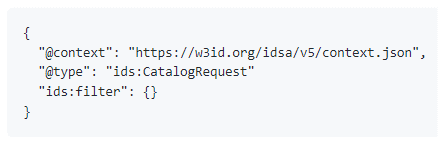 {
"@context": "https://w3id.org/idsa/v5/context.json",
"@type": "ids:CatalogRequest"
"ids:filter": {}
}